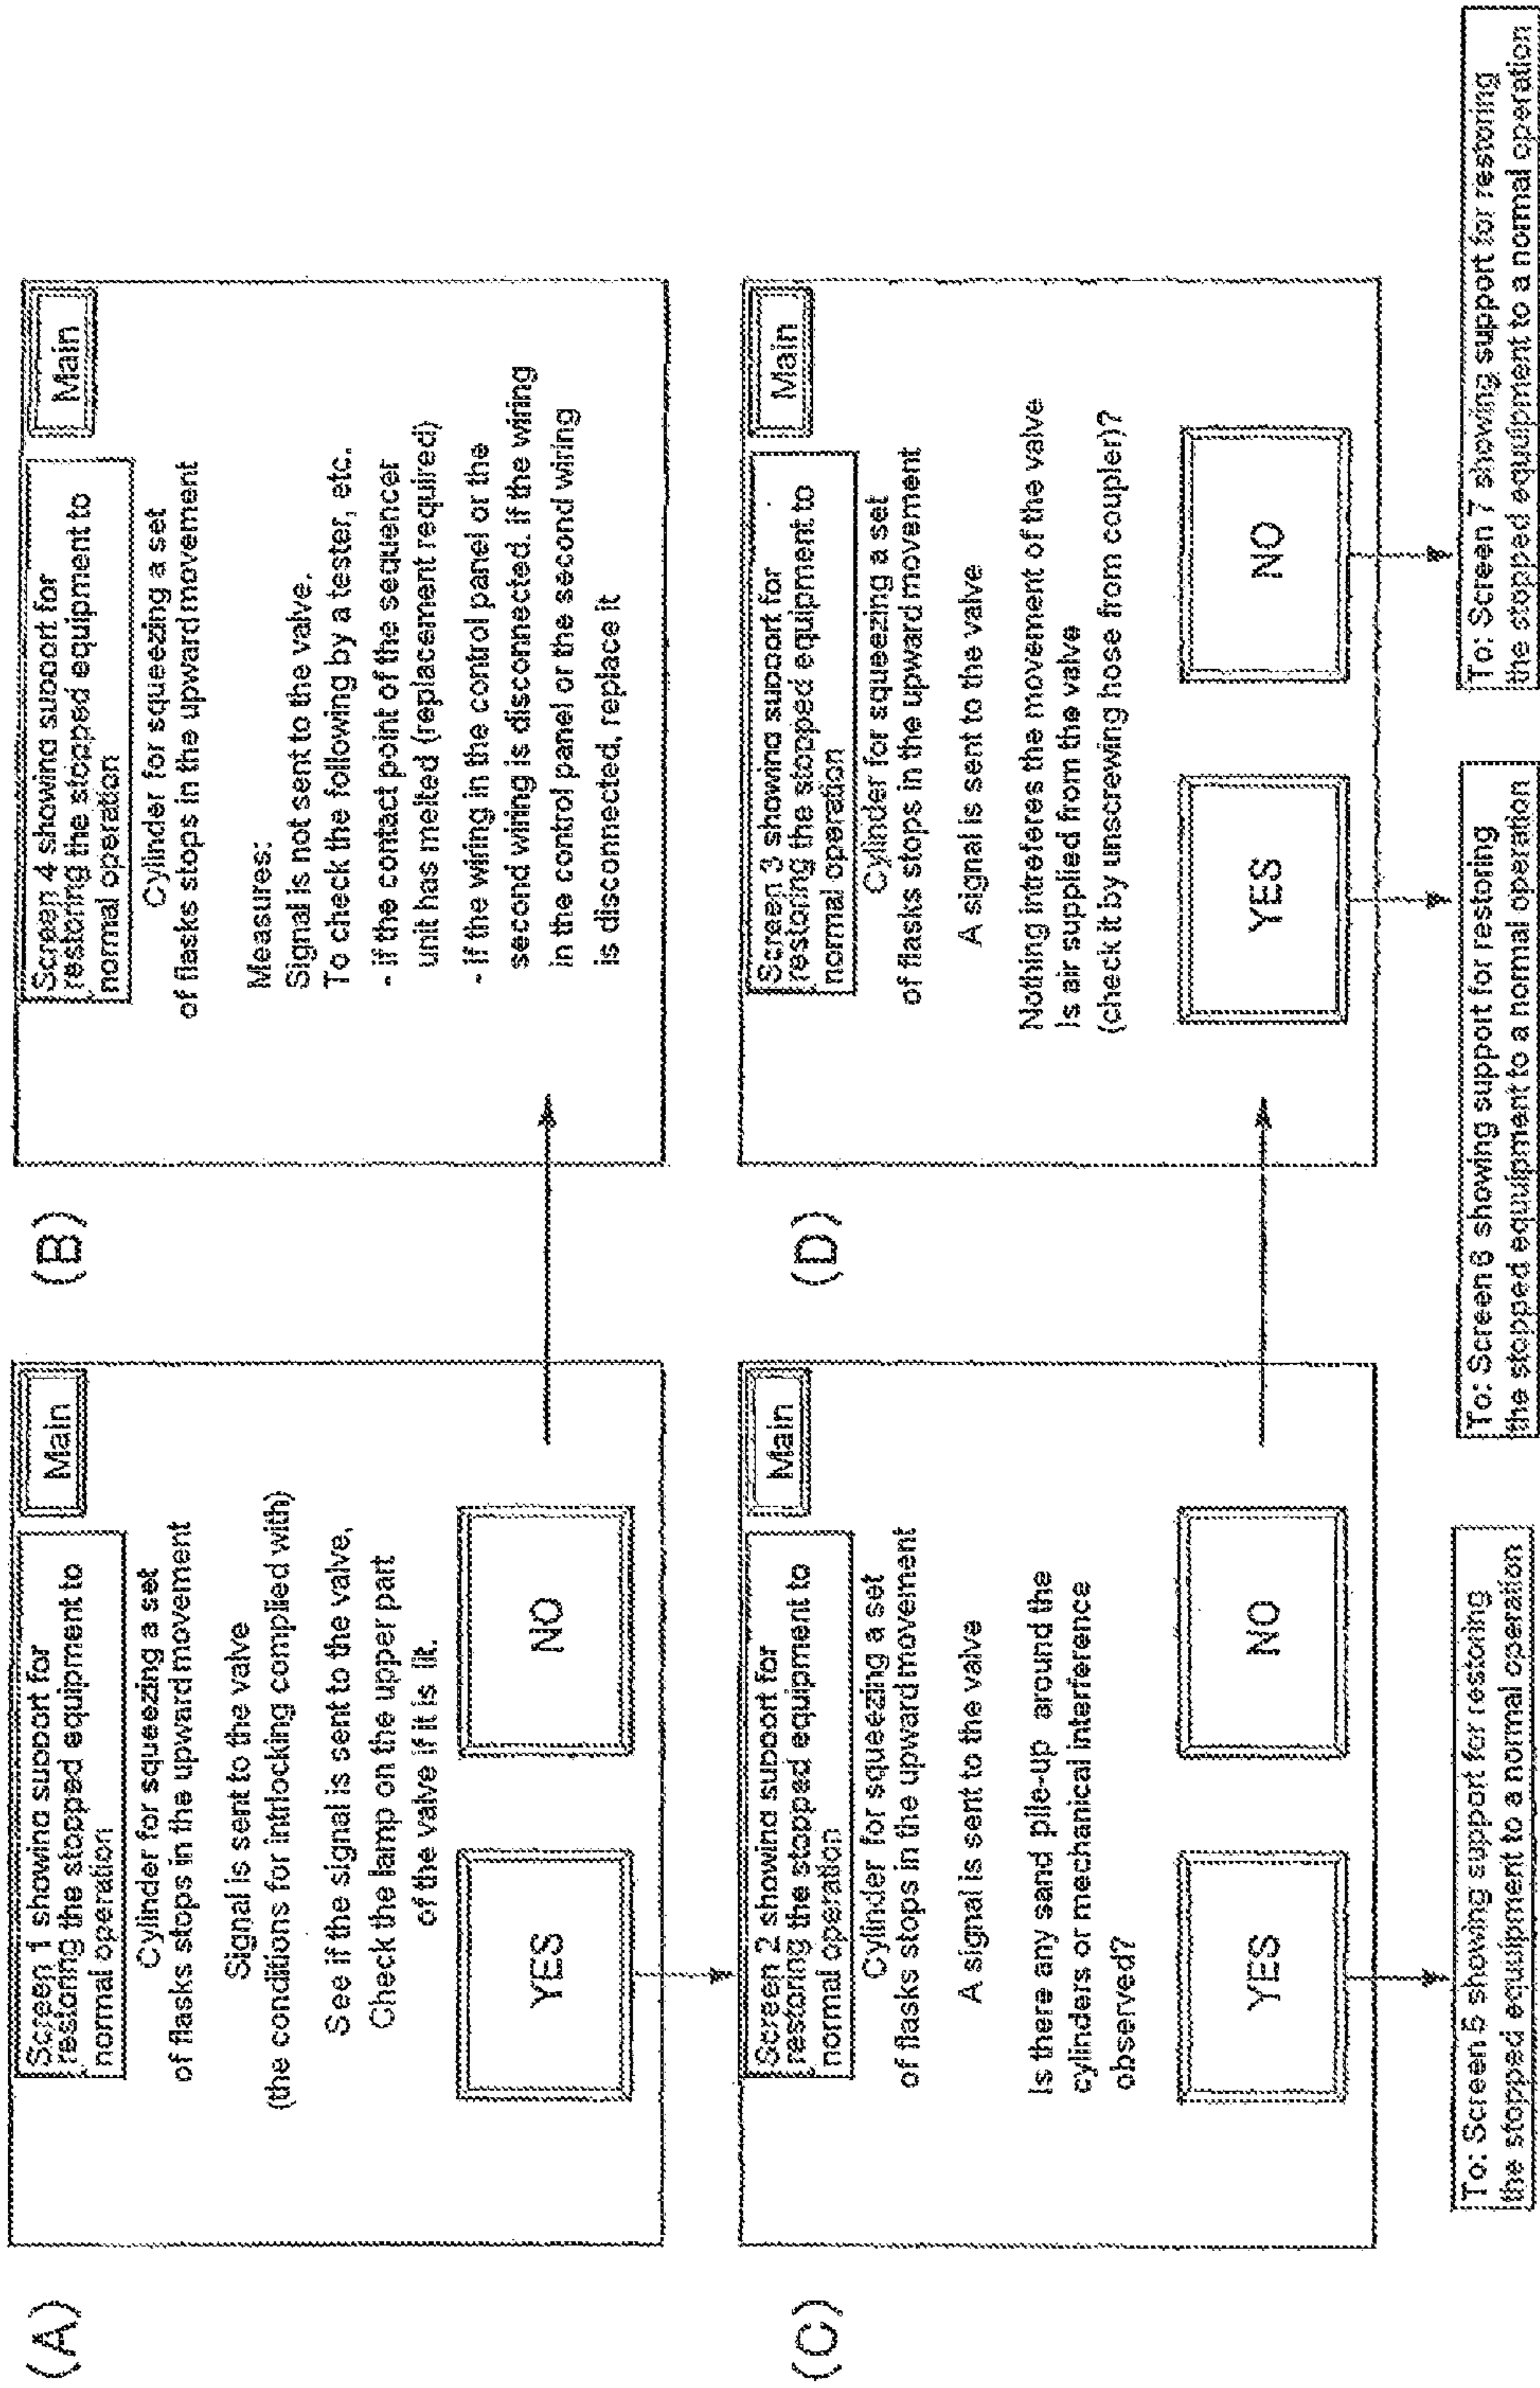 (A)
Screen 1 showing support for
restoring the stopped equipment to
normal operation
Main
Cylinder for squeezing a set
of flasks stops in the upward movement
Signal is sent to the valve
(the conditions for intrlocking complied with)
See if the signal is sent to the valve,
Check the lamp on the upper part
of the valve if it is lit.
YES
NO
(B)
Screen 4 showing support for
restoring the stopped equipment to
normal operation
Main
Cylinder for squeezing a set
of flasks stops in the upward movement
Measures:
Signal is not sent to the valve.
To check the following by a tester, etc.
- if the contact point of the sequencer
unit has melted (replacement required)
- if the wiring in the control panel or the
second wiring is disconnected. if the wiring
in the control panel or the second wiring
is disconnected, replace it
(C)
Screen 2 showing support for
restoring the stopped equipment to
normal operation
Main
Cylinder for squeezing a set
of flasks stops in the upward movement
A signal is sent to the valve
Is there any sand pile-up around the
cylinders or mechanical interference
observed?
YES
NO
(D)
Screen 3 showing support for
restoring the stopped equipment to
normal operation
Main
Cylinder for squeezing a set
of flasks stops in the upward movement
A signal is sent to the valve
Nothing intreferes the movement of the valve
Is air supplied from the valve
(check it by unscrewing hose from coupler)?
YES
NO
To: Screen 5 showing support for restoring
the stopped equipment to a normal operation
To: Screen 6 showing support for restoring
the stopped equipment to a normal operation
To: Screen 7 showing support for restoring
the stopped equipment to a normal operation